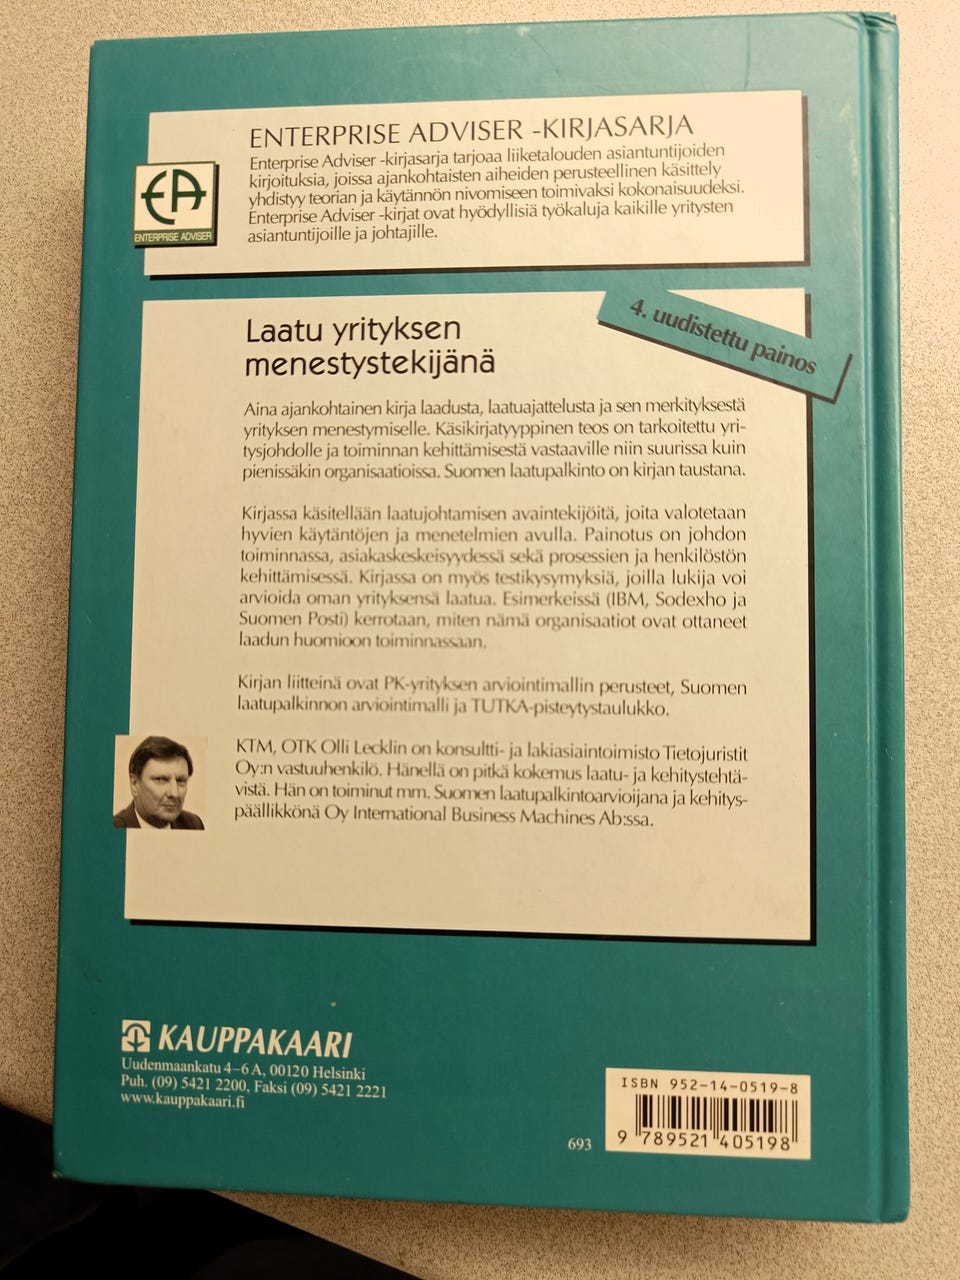 ENTERPRISE ADVISER -KIRJASARJA
Enterprise Adviser -kirjasarja tarjoaa liiketalouden asiantuntijoiden
kirjoituksia, joissa ajankohtaisten aiheiden perusteellinen käsittely
yhdistyy teorian ja käytännön nivomiseen toimivaksi kokonaisuudeksi.
Enterprise Adviser -kirjat ovat hyödyllisiä työkaluja kaikille yritysten
asiantuntijoille ja johtajille.
EA
ENTERPRISE ADVISER
4. uudistettu painos
Laatu yrityksen
menestystekijänä
Aina ajankohtainen kirja laadusta, laatuajattelusta ja sen merkityksestä
yrityksen menestymiselle. Käsikirjatyyppinen teos on tarkoitettu yri-
tysjohdolle ja toiminnan kehittämisestä vastaaville niin suurissa kuin
pienissäkin organisaatioissa. Suomen laatupalkinto on kirjan taustana.
Kirjassa käsitellään laatujohtamisen avaintekijöitä, joita valotetaan
hyvien käytäntöjen ja menetelmien avulla. Painotus on johdon
toiminnassa, asiakaskeskeisyydessä sekä prosessien ja henkilöstön
kehittämisessä. Kirjassa on myös testikysymyksiä, joilla lukija voi
arvioida oman yrityksensä laatua. Esimerkeissä (IBM, Sodexho ja
Suomen Posti) kerrotaan, miten nämä organisaatiot ovat ottaneet
laadun huomioon toiminnassaan.
Kirjan liitteinä ovat PK-yrityksen arviointimallin perusteet, Suomen
laatupalkinnon arviointimalli ja TUTKA-pisteytystaulukko.
KTM, OTK Olli Lecklin on konsultti- ja lakiasiaintoimisto Tietojuristit
Oy:n vastuuhenkilö. Hänellä on pitkä kokemus laatu- ja kehitystehtä-
vistä. Hän on toiminut mm. Suomen laatupalkintoarvioijana ja kehitys-
päällikkönä Oy International Business Machines Ab:ssa.
KAUPPAKAARI
Uudenmaankatu 4–6 A, 00120 Helsinki
Puh. (09) 5421 2200, Faksi (09) 5421 2221
www.kauppakaari.fi
693
ISBN 952-14-0519-8
9 789521 405198